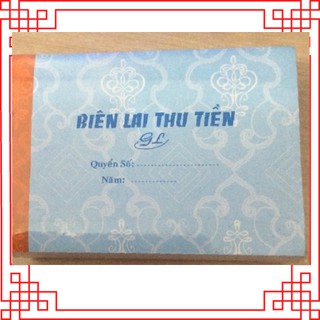 BIÊN LAI THU TIỀN
GL
Quyển Số: ........................
Năm: .............